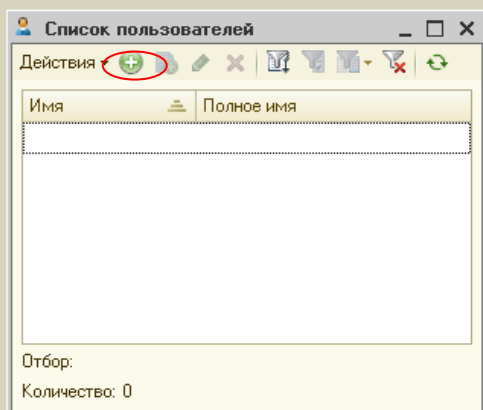 Список пользователей
Действия
Имя Полное имя
Отбор:
Количество: 0